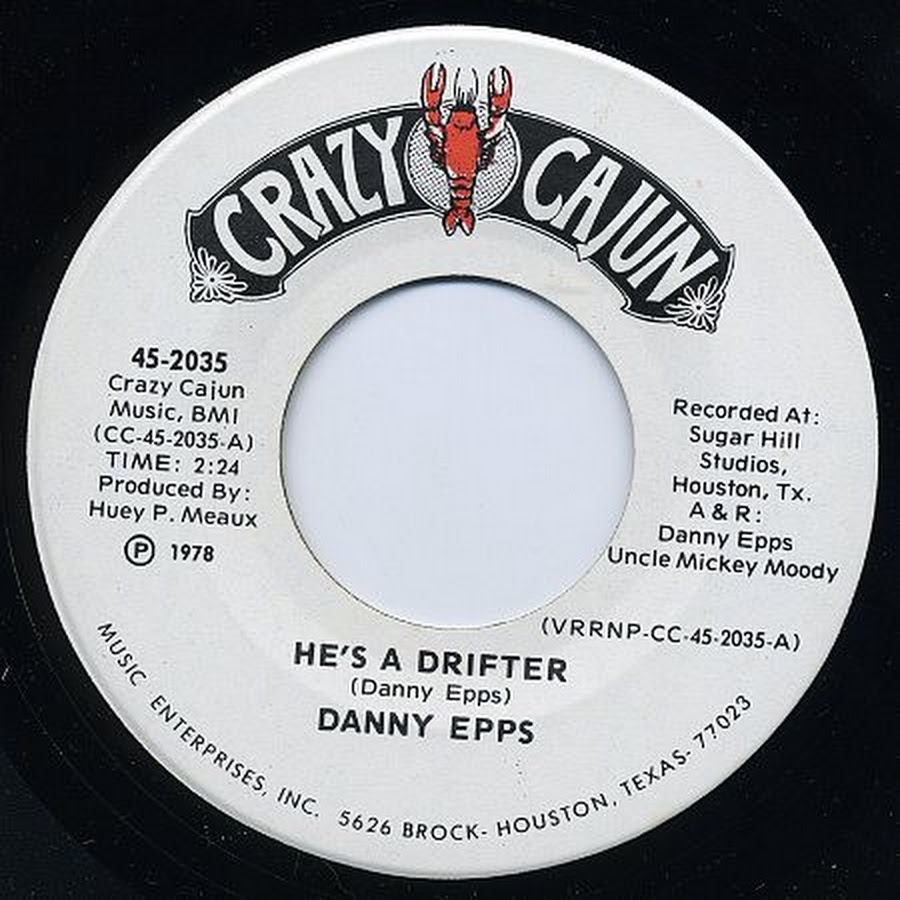 CRAZY CAJUN
45-2035
Crazy Cajun
Music, BMI
(CC-45-2035-A)
TIME: 2:24
Produced By:
Huey P. Meaux
Ⓟ 1978
Recorded At:
Sugar Hill
Studios,
Houston, Tx.
A & R:
Danny Epps
Uncle Mickey Moody
(VRRNP-CC-45-2035-A)
HE'S A DRIFTER
(Danny Epps)
DANNY EPPS
MUSIC ENTERPRISES, INC. 5626 BROCK- HOUSTON, TEXAS- 77023